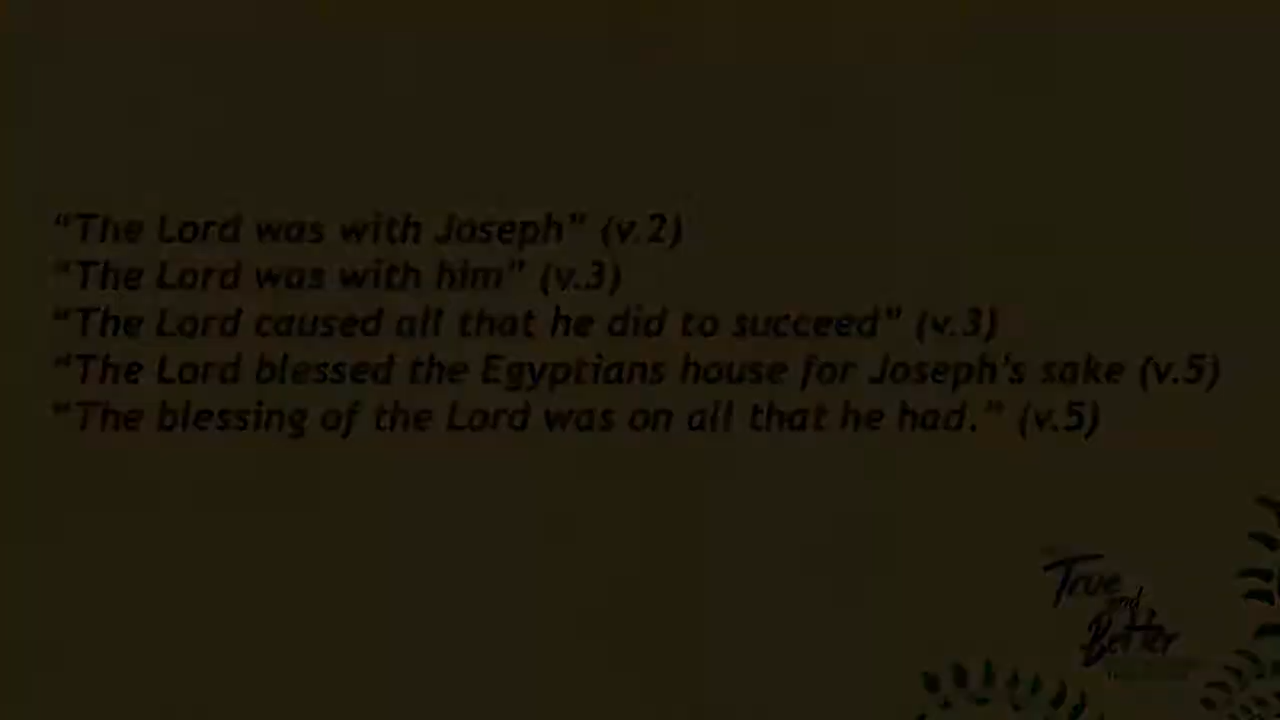 “The Lord was with Joseph” (v.2)
“The Lord was with him” (v.3)
“The Lord caused all that he did to succeed” (v.3)
“The Lord blessed the Egyptians house for Joseph's sake (v.5)
“The blessing of the Lord was on all that he had.” (v.5)
True
and
Better